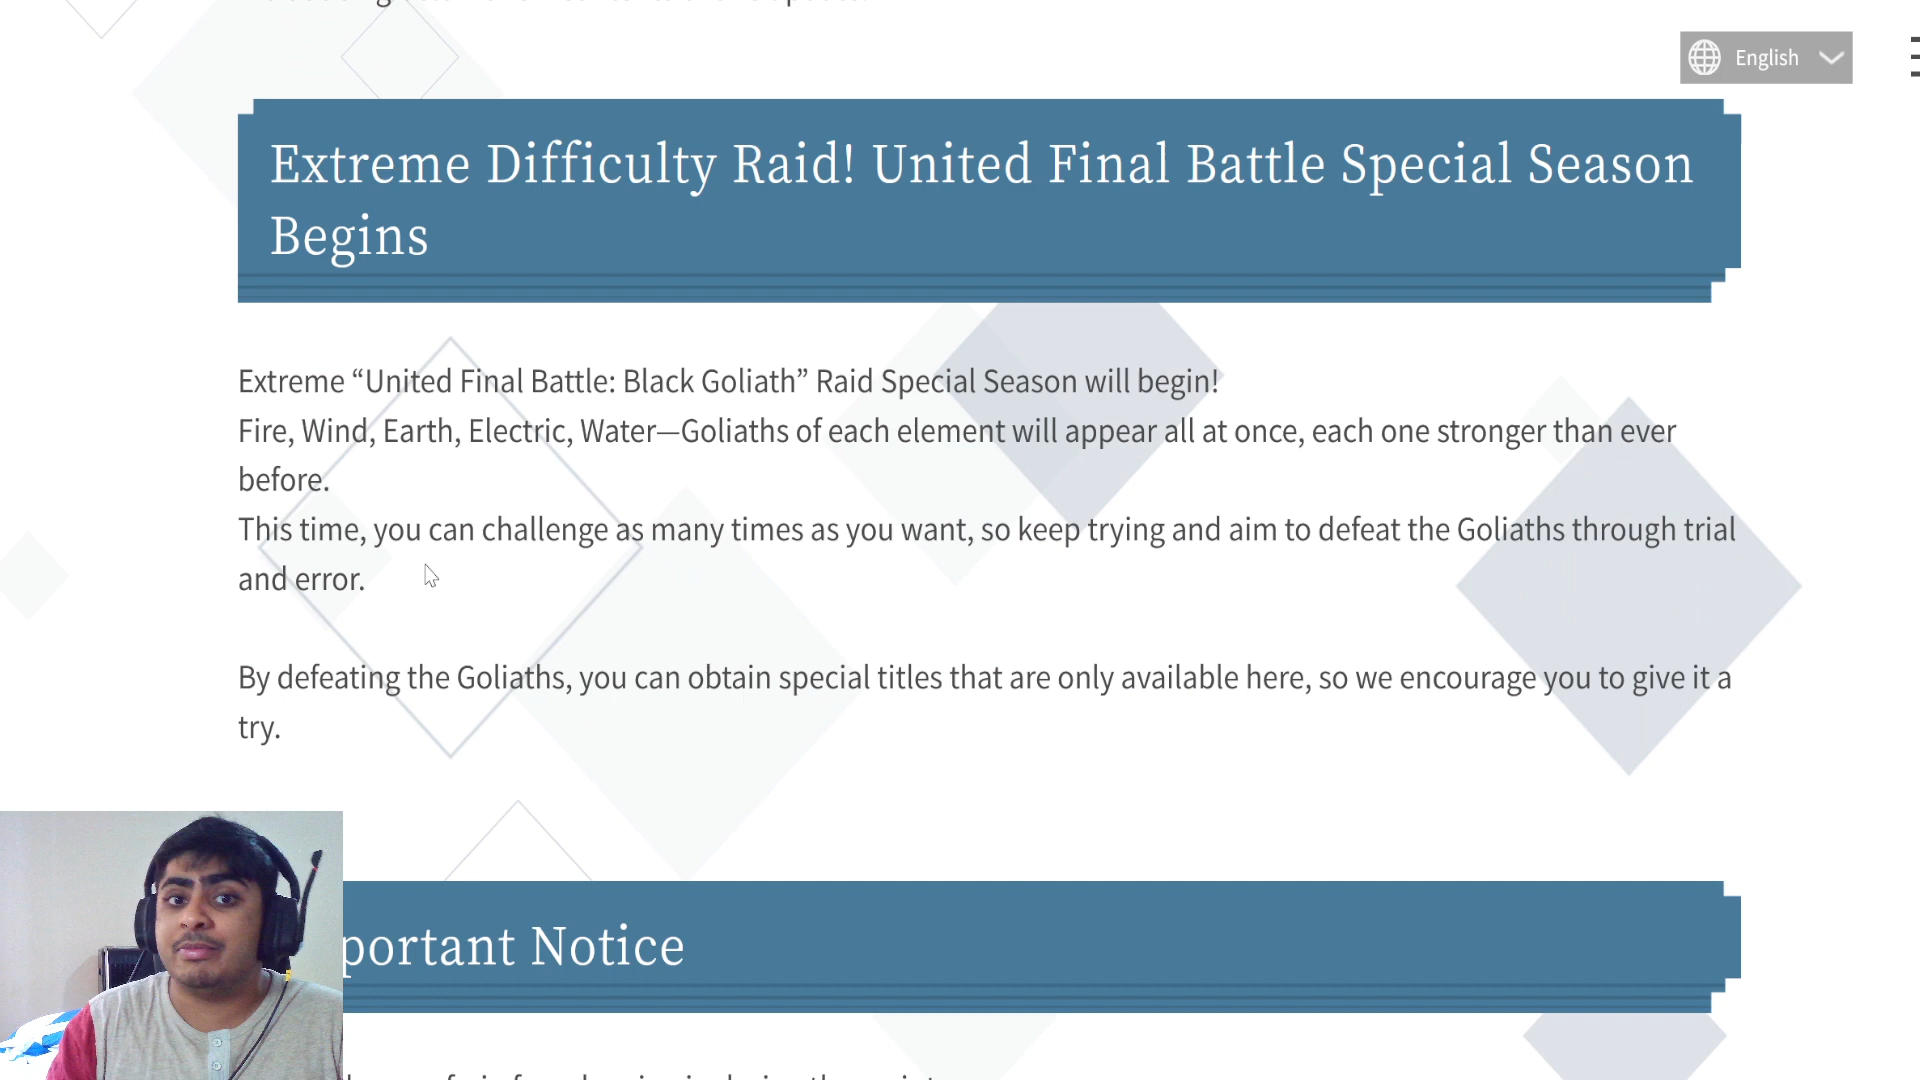 English
Extreme Difficulty Raid! United Final Battle Special Season
Begins
Extreme “United Final Battle: Black Goliath” Raid Special Season will begin!
Fire, Wind, Earth, Electric, Water—Goliaths of each element will appear all at once, each one stronger than ever
before.
This time, you can challenge as many times as you want, so keep trying and aim to defeat the Goliaths through trial
and error.
By defeating the Goliaths, you can obtain special titles that are only available here, so we encourage you to give it a
try.
portant Notice